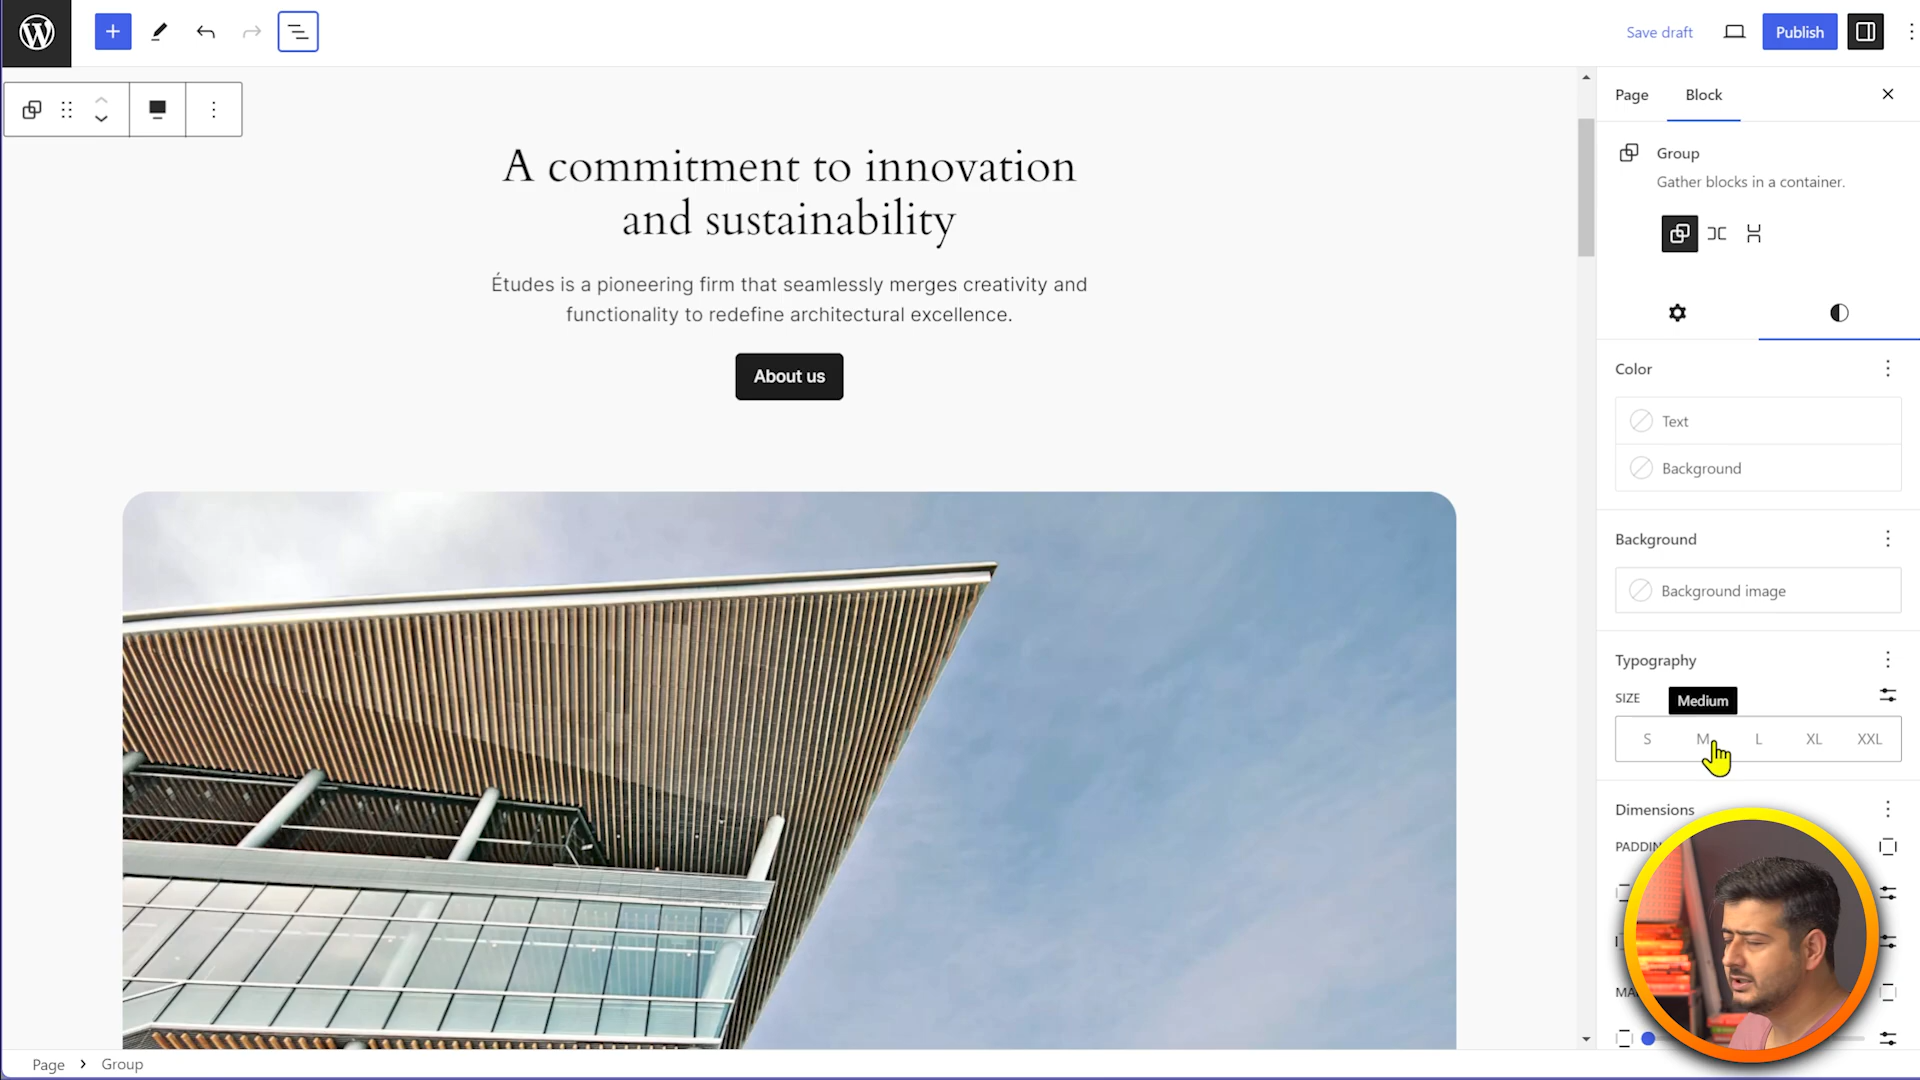 Save draft
Publish
Page
Block
Group
Gather blocks in a container.
A commitment to innovation
and sustainability
Études is a pioneering firm that seamlessly merges creativity and
functionality to redefine architectural excellence.
About us
Color
Text
Background
Background
Background image
Typography
SIZE
Medium
S M L XL XXL
Dimensions
Page
Group